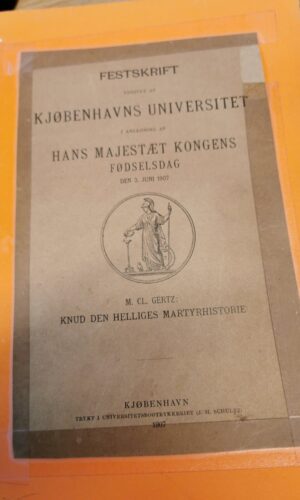 FESTSKRIFT
UDGIVET AF
KJØBENHAVNS UNIVERSITET
I ANLEDNING AF
HANS MAJESTÆT KONGENS
FØDSELSDAG
DEN 3. JUNI 1907
M. CL. GERTZ:
KNUD DEN HELLIGES MARTYRHISTORIE
KJØBENHAVN
TRYKT I UNIVERSITETSBOGTRYKKERIET (J. H. SCHULTZ)
1907